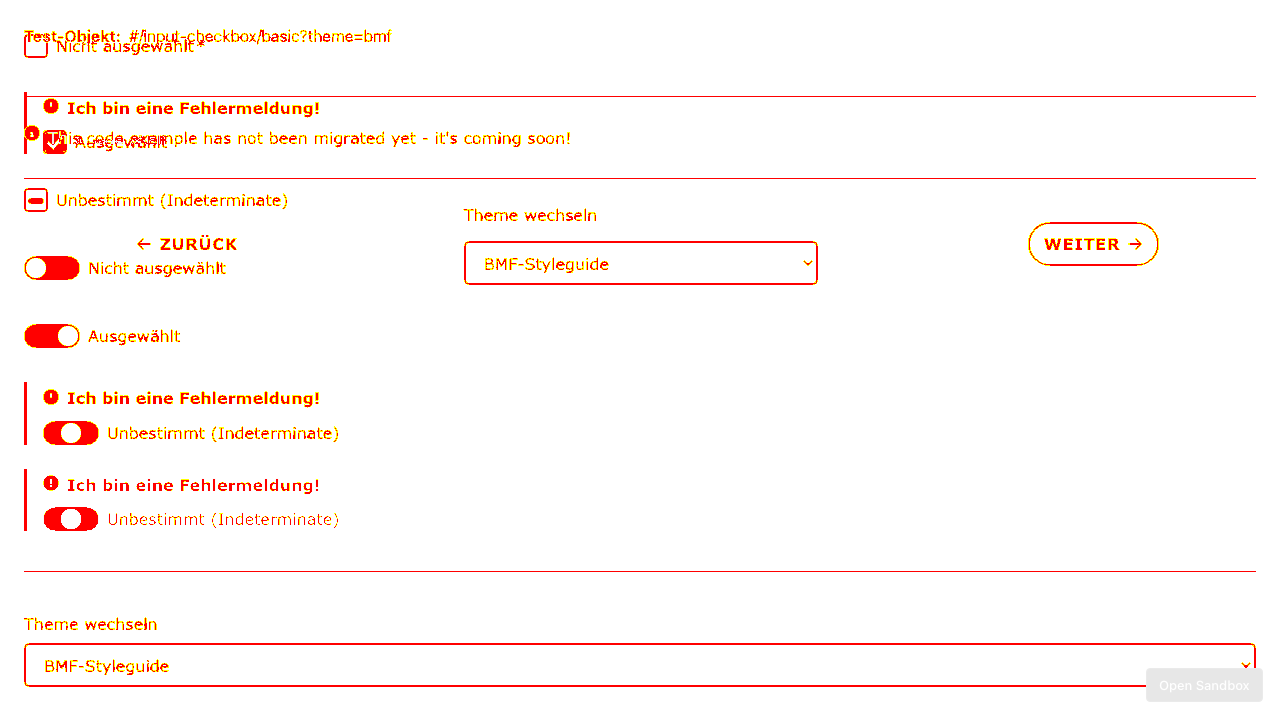 Test-Objekt: #/input-checkbox/basic?theme=bmf
Nicht ausgewählt *
Ich bin eine Fehlermeldung!
This code example has not been migrated yet - it's coming soon!
Ausgewählt
Unbestimmt (Indeterminate)
Theme wechseln
← ZURÜCK
BMF-Styleguide
WEITER →
Nicht ausgewählt
Ausgewählt
Ich bin eine Fehlermeldung!
Unbestimmt (Indeterminate)
Ich bin eine Fehlermeldung!
Unbestimmt (Indeterminate)
Theme wechseln
BMF-Styleguide
Open Sandbox